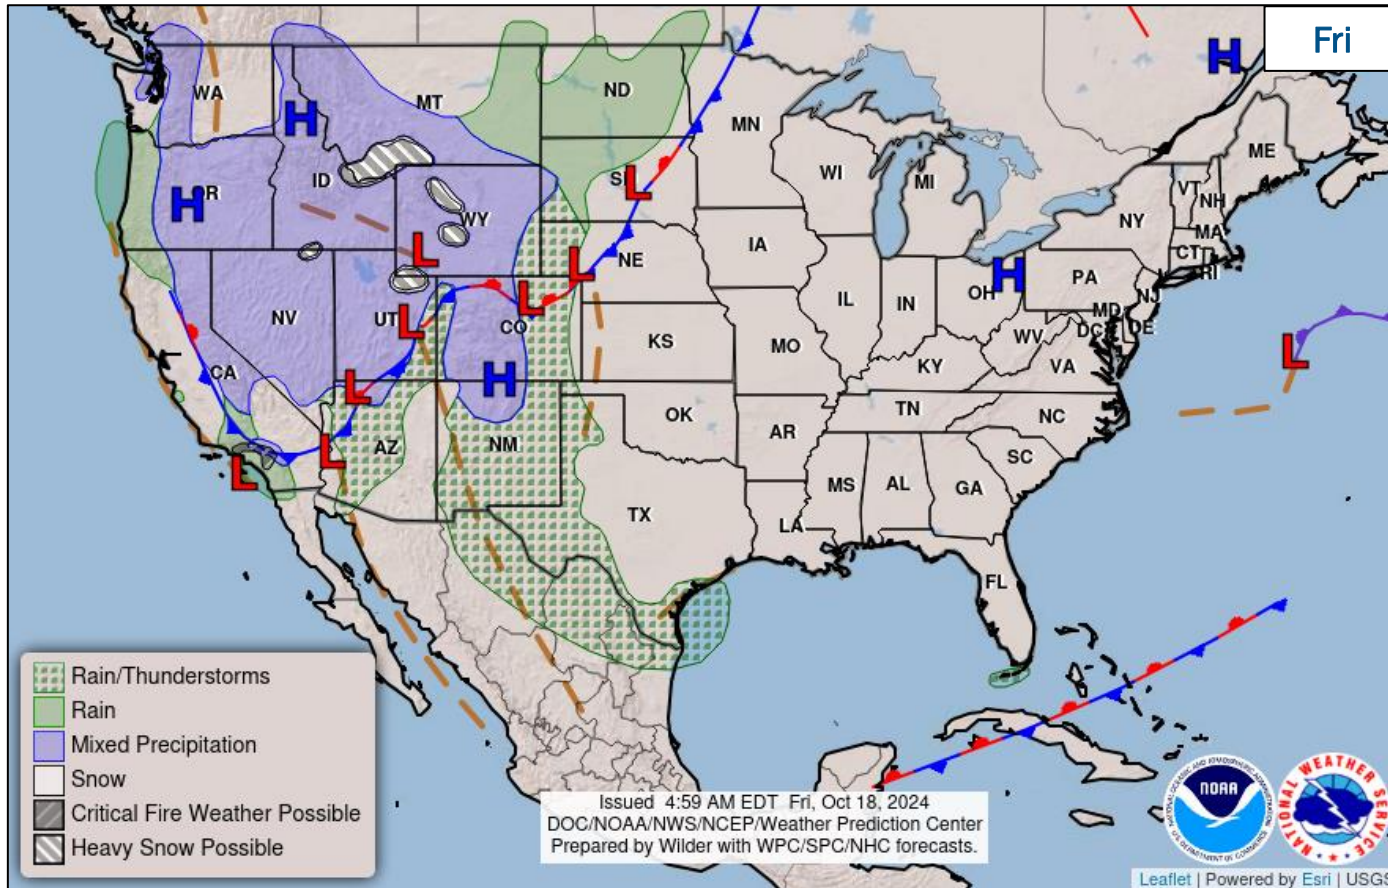 Fri
H
WA
MT
ND
H
MN
ME
WI
MI
VT
NH
ID
SD
L
H
OR
WY
NY
MA
CT
RI
IA
L
L
NE
PA
OH
H
NJ
IL
IN
MD
DE
DC
NV
UT
L
L
CO
WV
VA
KS
MO
KY
L
CA
H
L
TN
NC
OK
AR
AZ
NM
L
L
SC
MS
AL
GA
TX
LA
FL
Rain/Thunderstorms
Rain
Mixed Precipitation
Snow
Critical Fire Weather Possible
Heavy Snow Possible
Issued 4:59 AM EDT Fri, Oct 18, 2024
DOC/NOAA/NWS/NCEP/Weather Prediction Center
Prepared by Wilder with WPC/SPC/NHC forecasts.
NOAA
NATIONAL WEATHER SERVICE
Leaflet | Powered by Esri | USGS